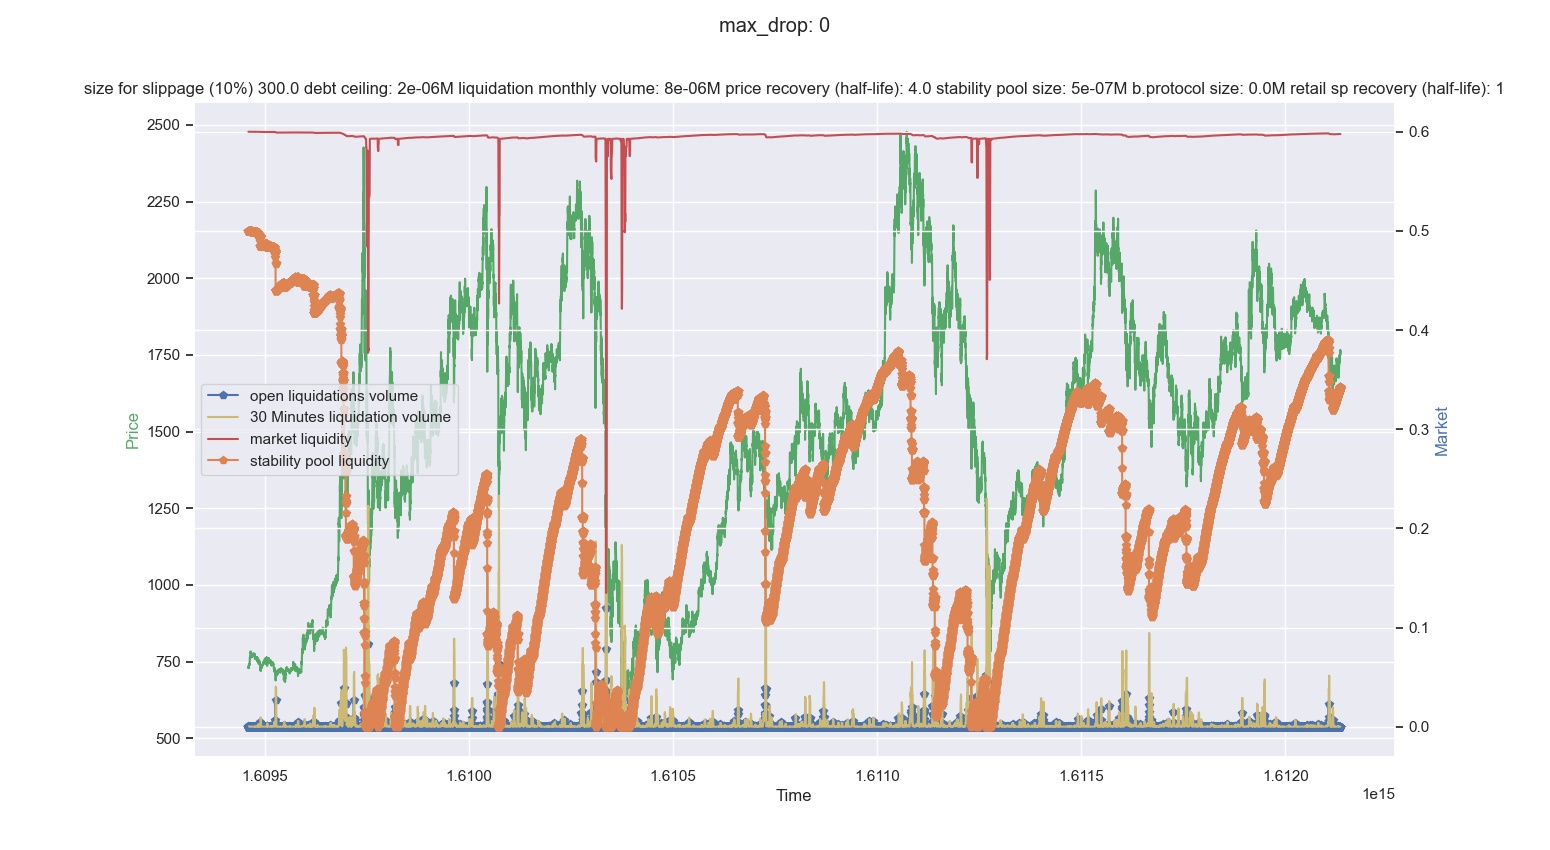 max_drop: 0
size for slippage (10%) 300.0 debt ceiling: 2e-06M liquidation monthly volume: 8e-06M price recovery (half-life): 4.0 stability pool size: 5e-07M b.protocol size: 0.0M retail sp recovery (half-life): 1
2500
2250
2000
1750
1500
1250
1000
750
500
Price
open liquidations volume
30 Minutes liquidation volume
market liquidity
stability pool liquidity
0.6
0.5
0.4
0.3
0.2
0.1
0.0
Market
1.6095 1.6100 1.6105 1.6110 1.6115 1.6120
1e15
Time